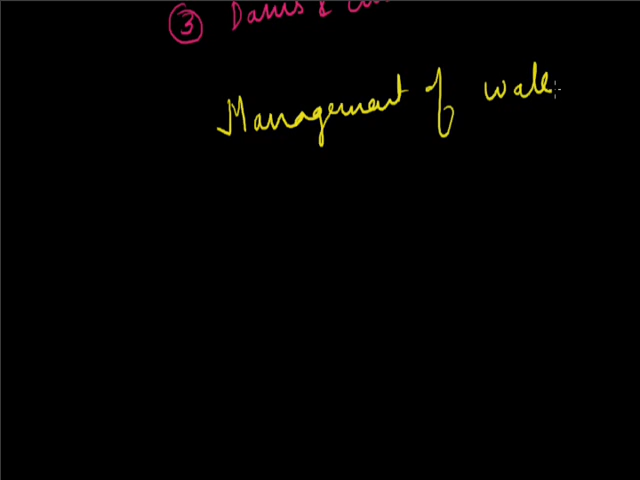 ③ Dams &
Management of wate